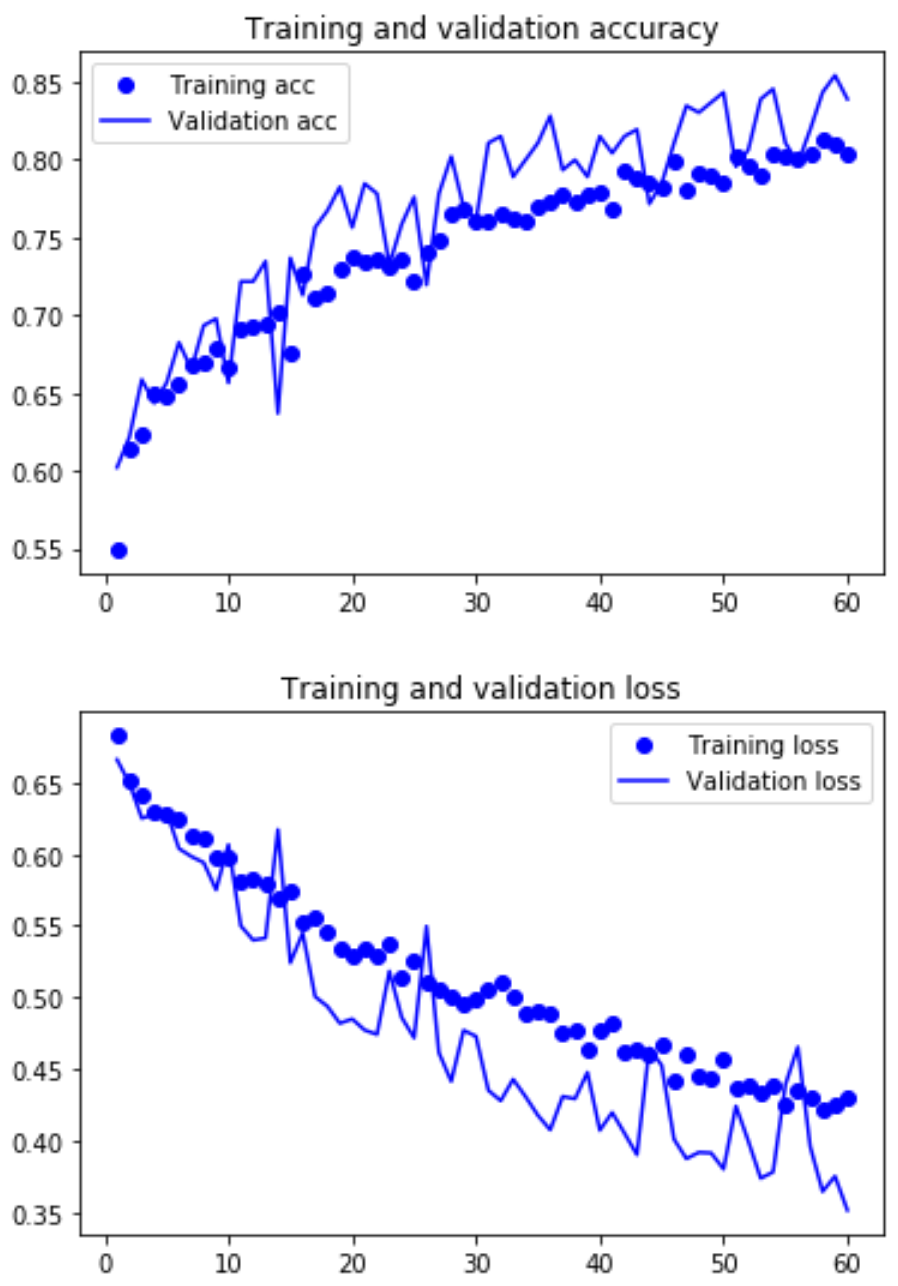 Training and validation accuracy
0.85
0.80
0.75
0.70
0.65
0.60
0.55
Training acc
Validation acc
0 10 20 30 40 50 60
Training and validation loss
0.65
0.60
0.55
0.50
0.45
0.40
0.35
Training loss
Validation loss
0 10 20 30 40 50 60